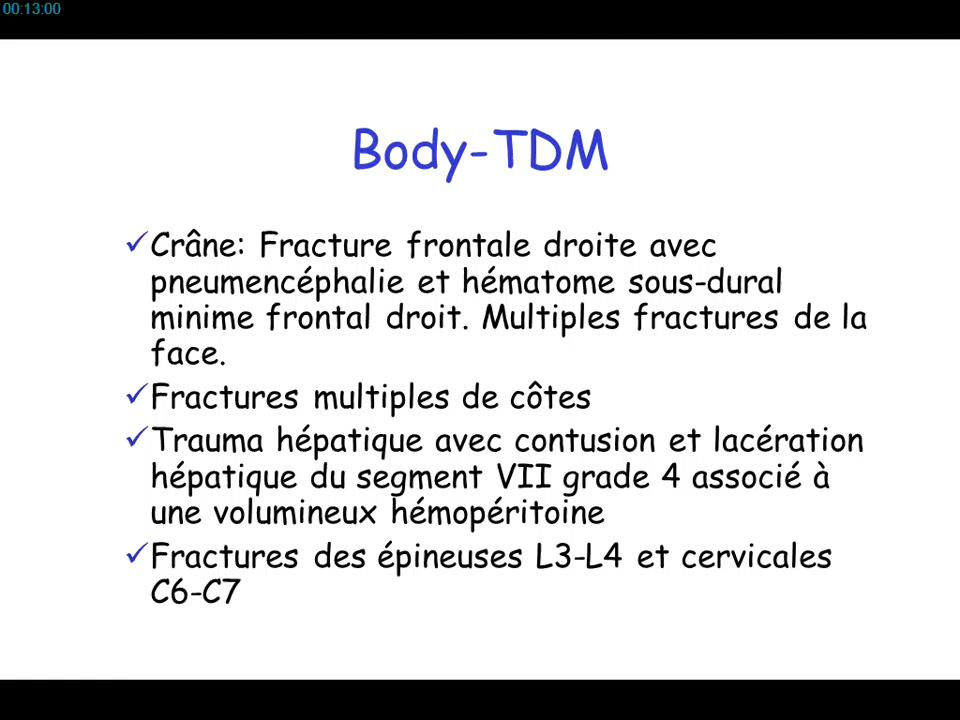 00:13:00
Body-TDM
✓Crâne: Fracture frontale droite avec
pneumencéphalie et hématome sous-dural
minime frontal droit. Multiples fractures de la
face.
✓Fractures multiples de côtes
✓Trauma hépatique avec contusion et lacération
hépatique du segment VII grade 4 associé à
une volumineux hémopéritoine
✓Fractures des épineuses L3-L4 et cervicales
C6-C7